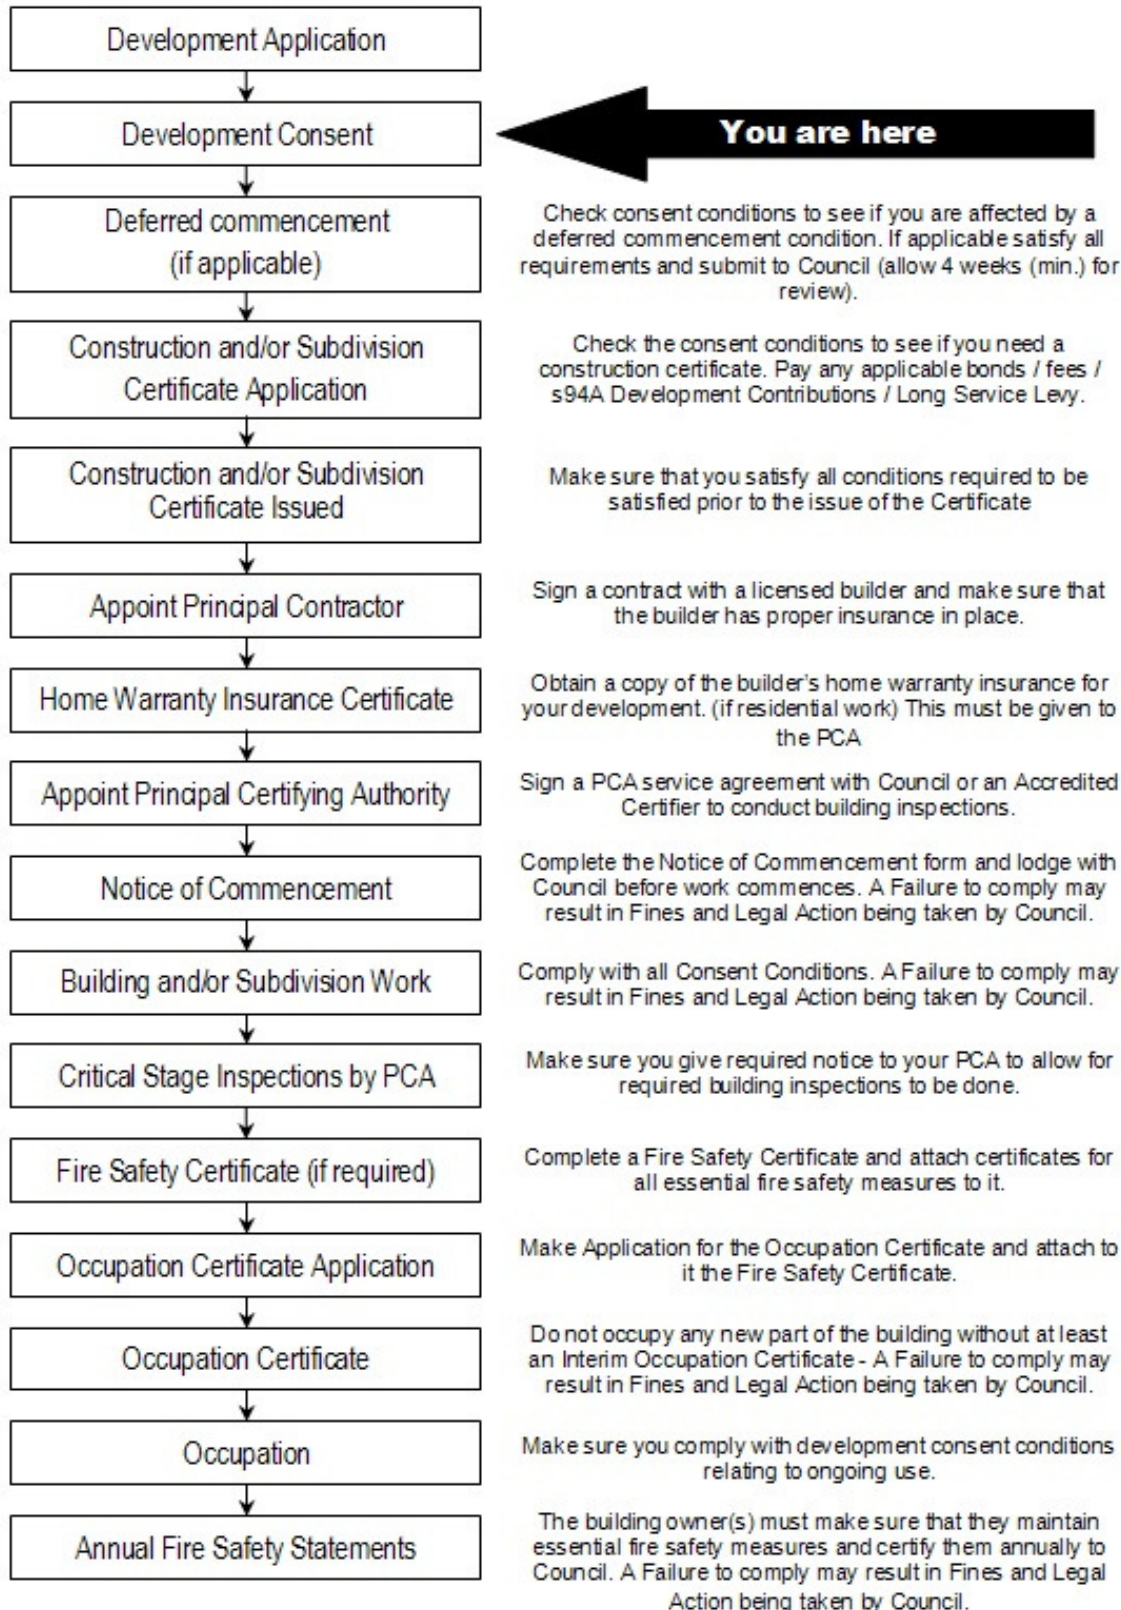 Development Application
Development Consent
You are here
Deferred commencement
(if applicable)
Check consent conditions to see if you are affected by a
deferred commencement condition. If applicable satisfy all
requirements and submit to Council (allow 4 weeks (min.) for
review).
Construction and/or Subdivision
Certificate Application
Check the consent conditions to see if you need a
construction certificate. Pay any applicable bonds / fees /
s94A Development Contributions / Long Service Levy.
Construction and/or Subdivision
Certificate Issued
Make sure that you satisfy all conditions required to be
satisfied prior to the issue of the Certificate
Appoint Principal Contractor
Sign a contract with a licensed builder and make sure that
the builder has proper insurance in place.
Home Warranty Insurance Certificate
Obtain a copy of the builder's home warranty insurance for
your development. (if residential work) This must be given to
the PCA
Appoint Principal Certifying Authority
Sign a PCA service agreement with Council or an Accredited
Certifier to conduct building inspections.
Notice of Commencement
Complete the Notice of Commencement form and lodge with
Council before work commences. A Failure to comply may
result in Fines and Legal Action being taken by Council.
Building and/or Subdivision Work
Comply with all Consent Conditions. A Failure to comply may
result in Fines and Legal Action being taken by Council.
Critical Stage Inspections by PCA
Make sure you give required notice to your PCA to allow for
required building inspections to be done.
Fire Safety Certificate (if required)
Complete a Fire Safety Certificate and attach certificates for
all essential fire safety measures to it.
Occupation Certificate Application
Make Application for the Occupation Certificate and attach to
it the Fire Safety Certificate.
Occupation Certificate
Do not occupy any new part of the building without at least
an Interim Occupation Certificate - A Failure to comply may
result in Fines and Legal Action being taken by Council.
Occupation
Make sure you comply with development consent conditions
relating to ongoing use.
Annual Fire Safety Statements
The building owner(s) must make sure that they maintain
essential fire safety measures and certify them annually to
Council. A Failure to comply may result in Fines and Legal
Action being taken by Council.